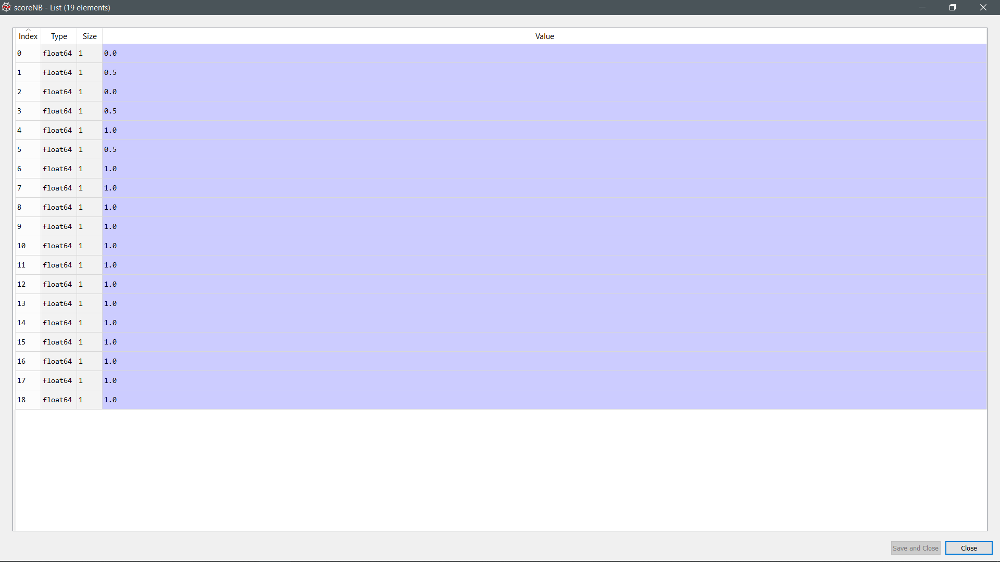 scoreNB - List (19 elements)
Index Type Size Value
0 float64 1 0.0
1 float64 1 0.5
2 float64 1 0.0
3 float64 1 0.5
4 float64 1 1.0
5 float64 1 0.5
6 float64 1 1.0
7 float64 1 1.0
8 float64 1 1.0
9 float64 1 1.0
10 float64 1 1.0
11 float64 1 1.0
12 float64 1 1.0
13 float64 1 1.0
14 float64 1 1.0
15 float64 1 1.0
16 float64 1 1.0
17 float64 1 1.0
18 float64 1 1.0
Save and Close Close